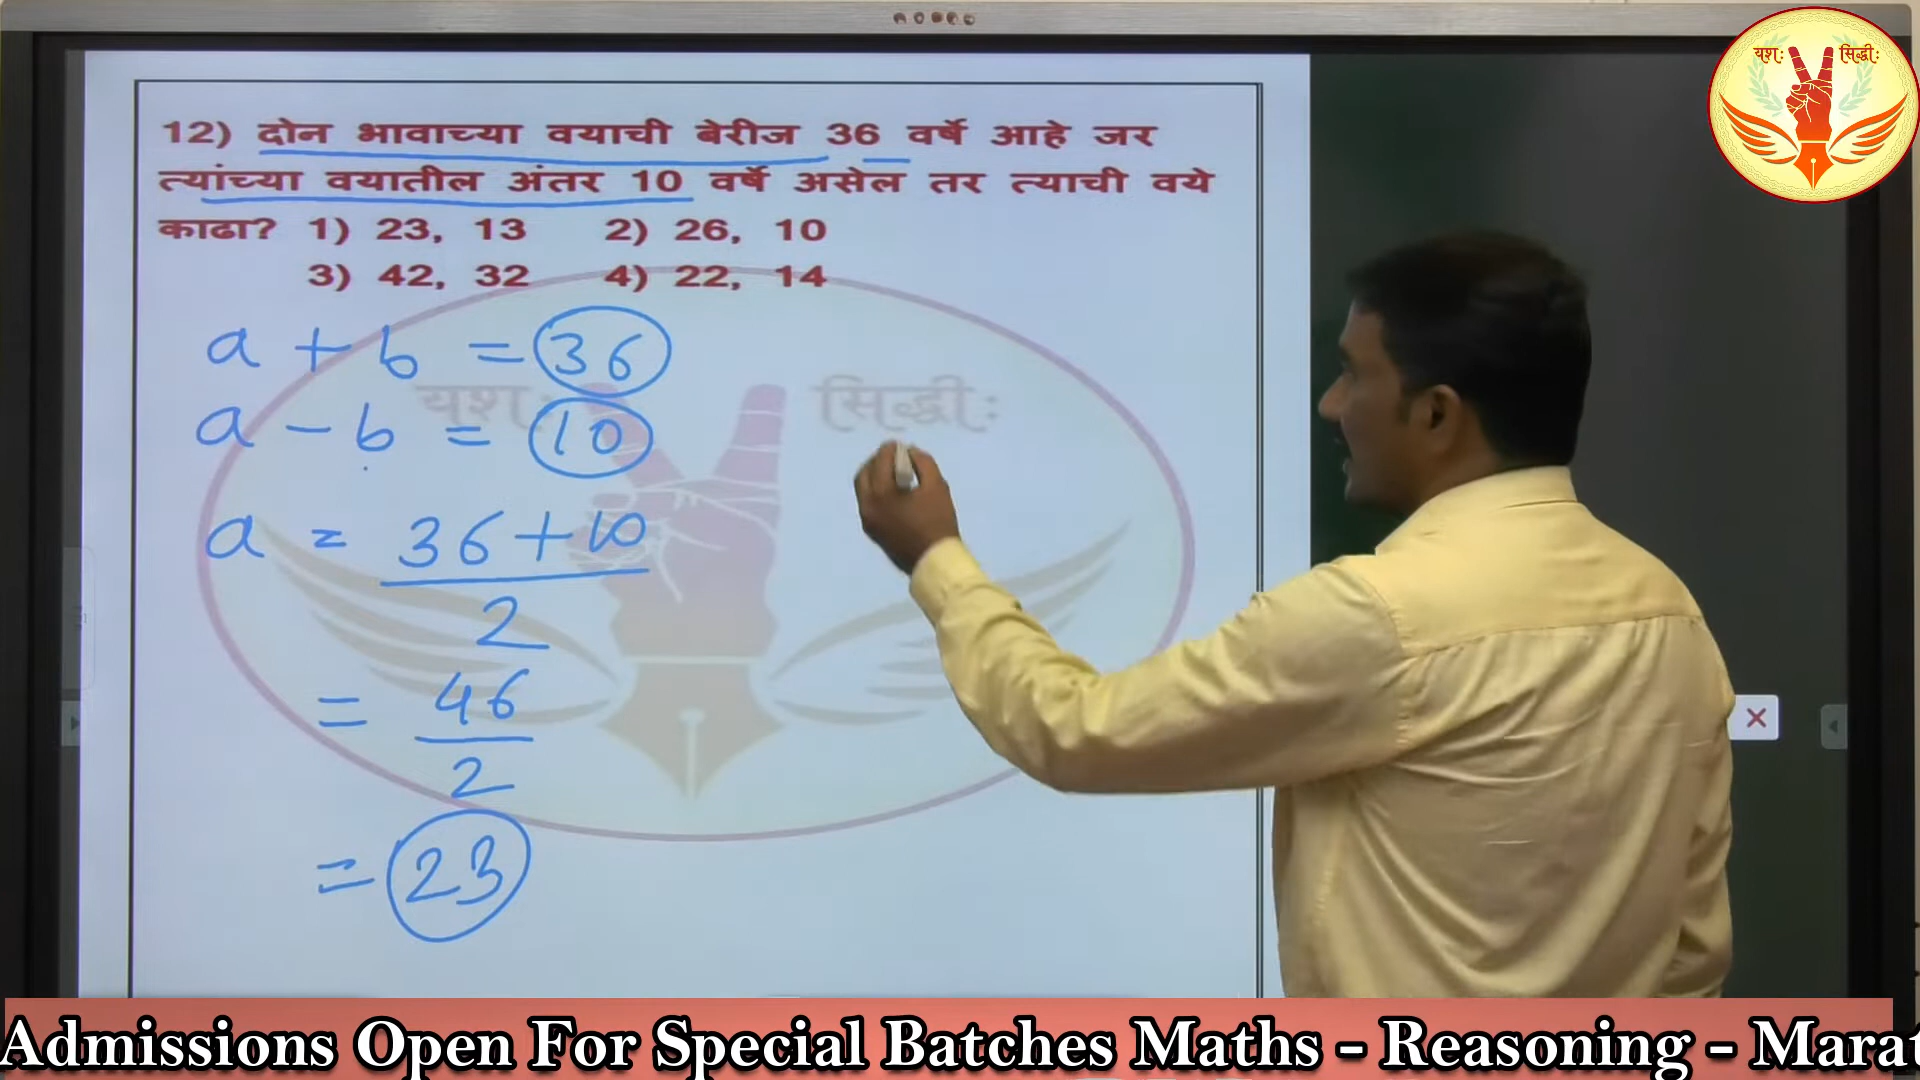 यशः सिद्धीः
12) दोन भावाच्या वयाची बेरीज 36 वर्षे आहे जर
त्यांच्या वयातील अंतर 10 वर्षे असेल तर त्याची वये
काढा? 1) 23, 13 2) 26, 10
3) 42, 32 4) 22, 14
a + b = 36
यशः सिद्धीः
a - b = 10
a = 36+10
2
= 46
2
= 23
Admissions Open For Special Batches Maths - Reasoning - Marat